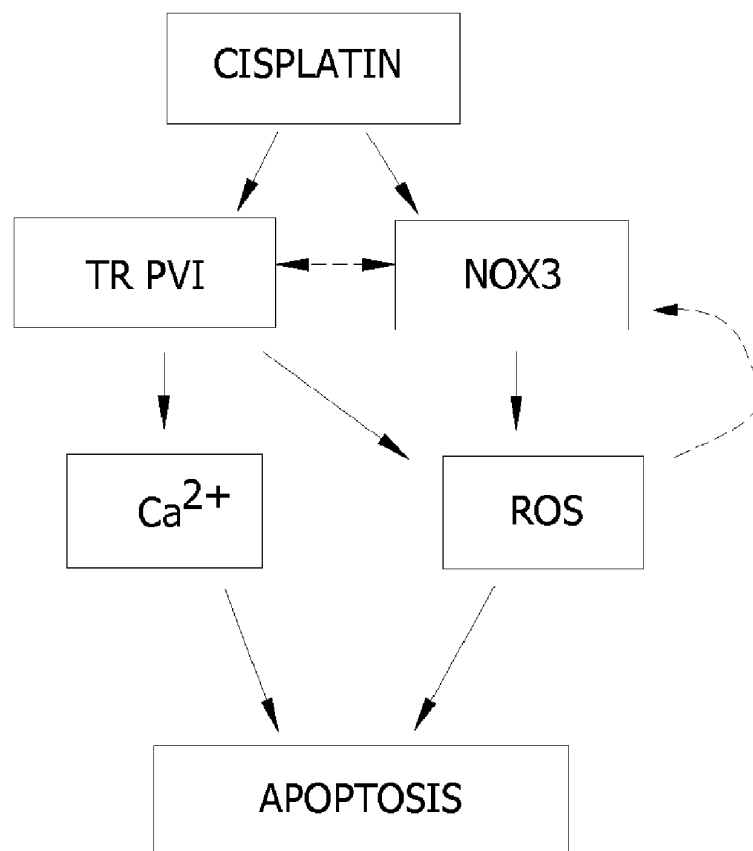 CISPLATIN
TR PVI
NOX3
Ca2+
ROS
APOPTOSIS